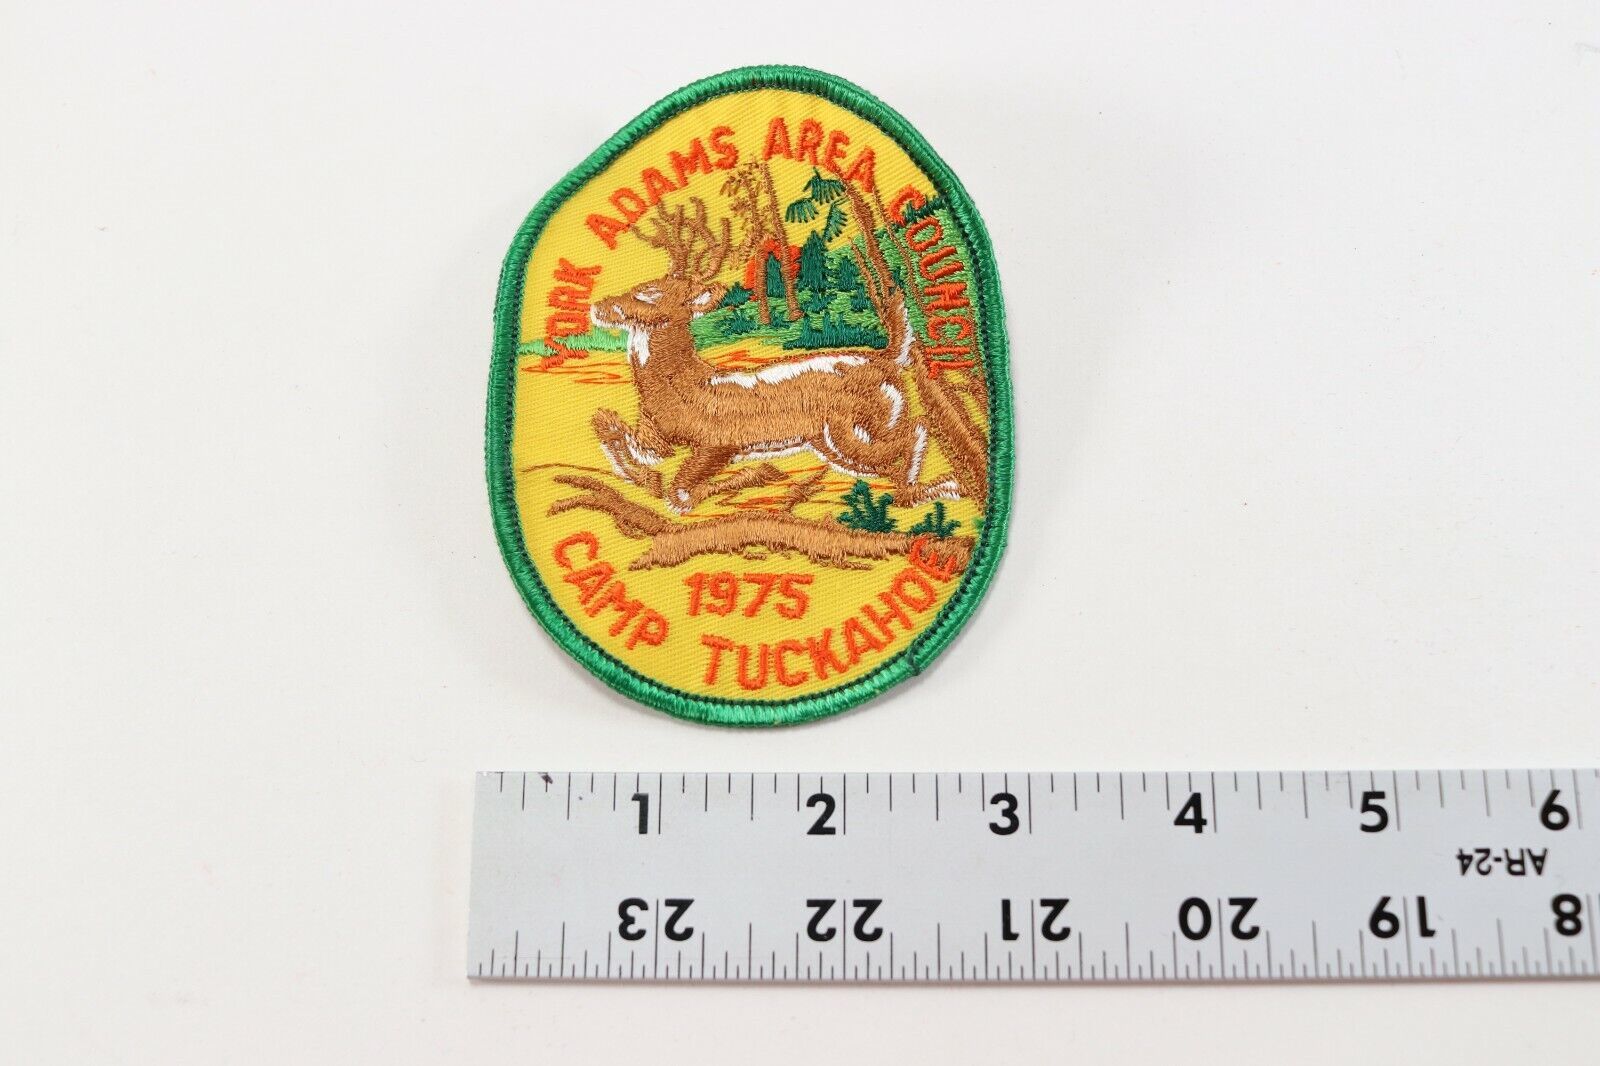 YORK ADAMS AREA COUNCIL
1975
CAMP TUCKAHOE
1 2 3 4 5 6
AR-24
23 22 21 20 19 8